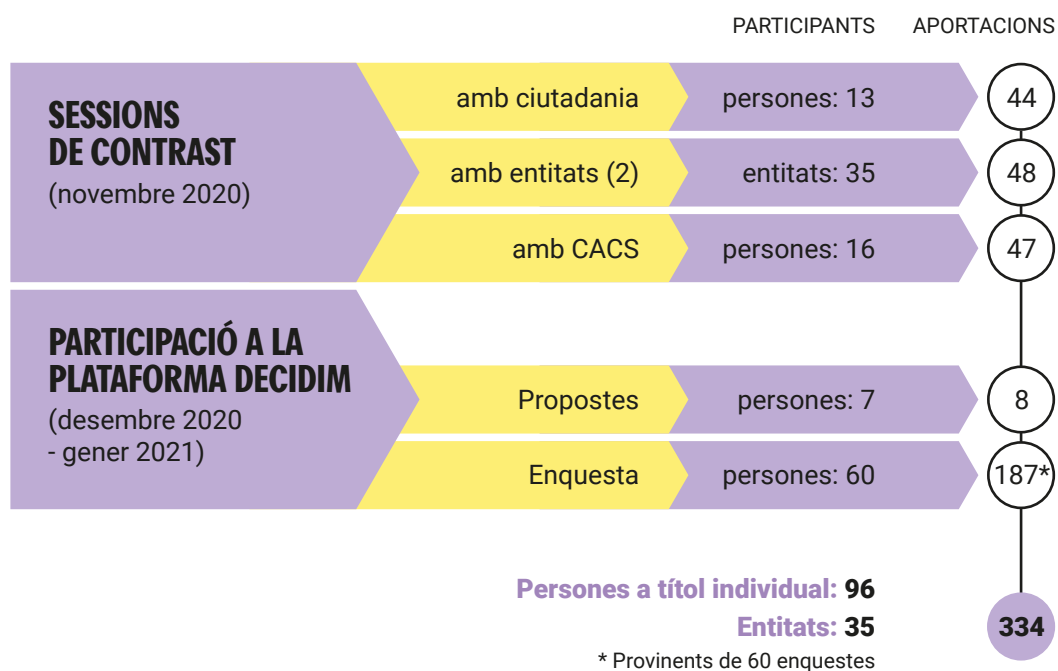 PARTICIPANTS APORTACIONS
SESSIONS
DE CONTRAST
(novembre 2020)
amb ciutadania persones: 13 44
amb entitats (2) entitats: 35 48
amb CACS persones: 16 47
PARTICIPACIÓ A LA
PLATAFORMA DECIDIM
(desembre 2020
- gener 2021)
Propostes persones: 7 8
Enquesta persones: 60 187*
Persones a títol individual: 96
Entitats: 35 334
* Provinents de 60 enquestes